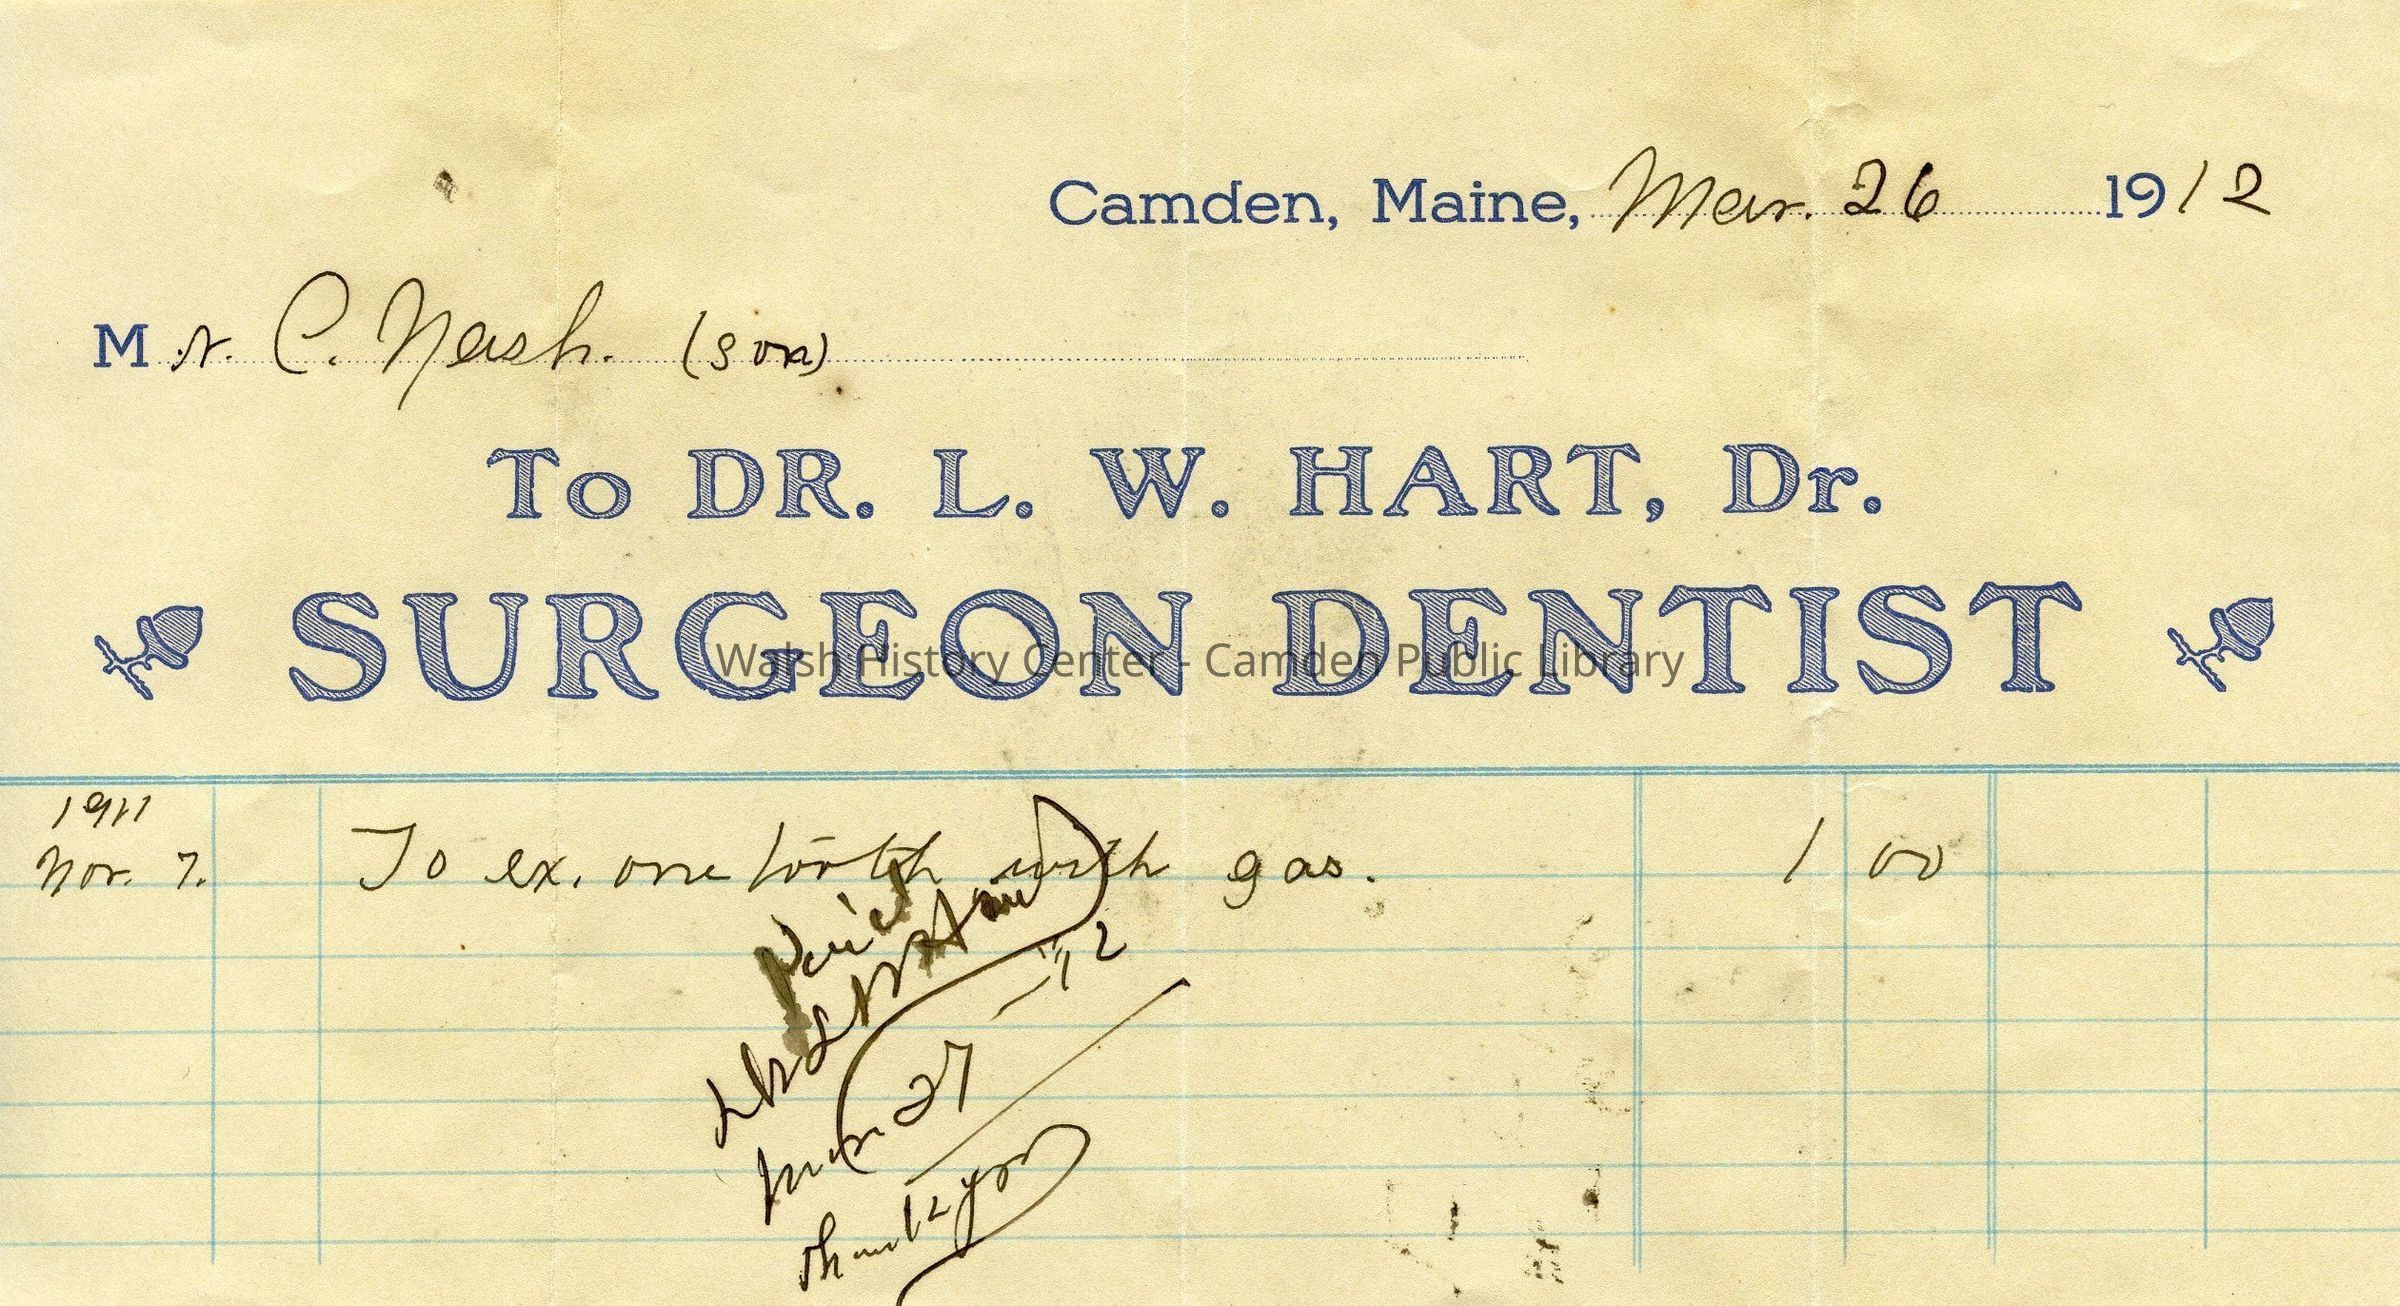 Camden, Maine, Mar. 26 1912
Mr. C. Nash. (son)
To DR. L. W. HART, Dr.
SURGEON DENTIST
Walsh History Center - Camden Public Library
1911
Nov. 7. To ex. one tooth with gas. 1 00
Paid
Mar 27 - 12
Thank you